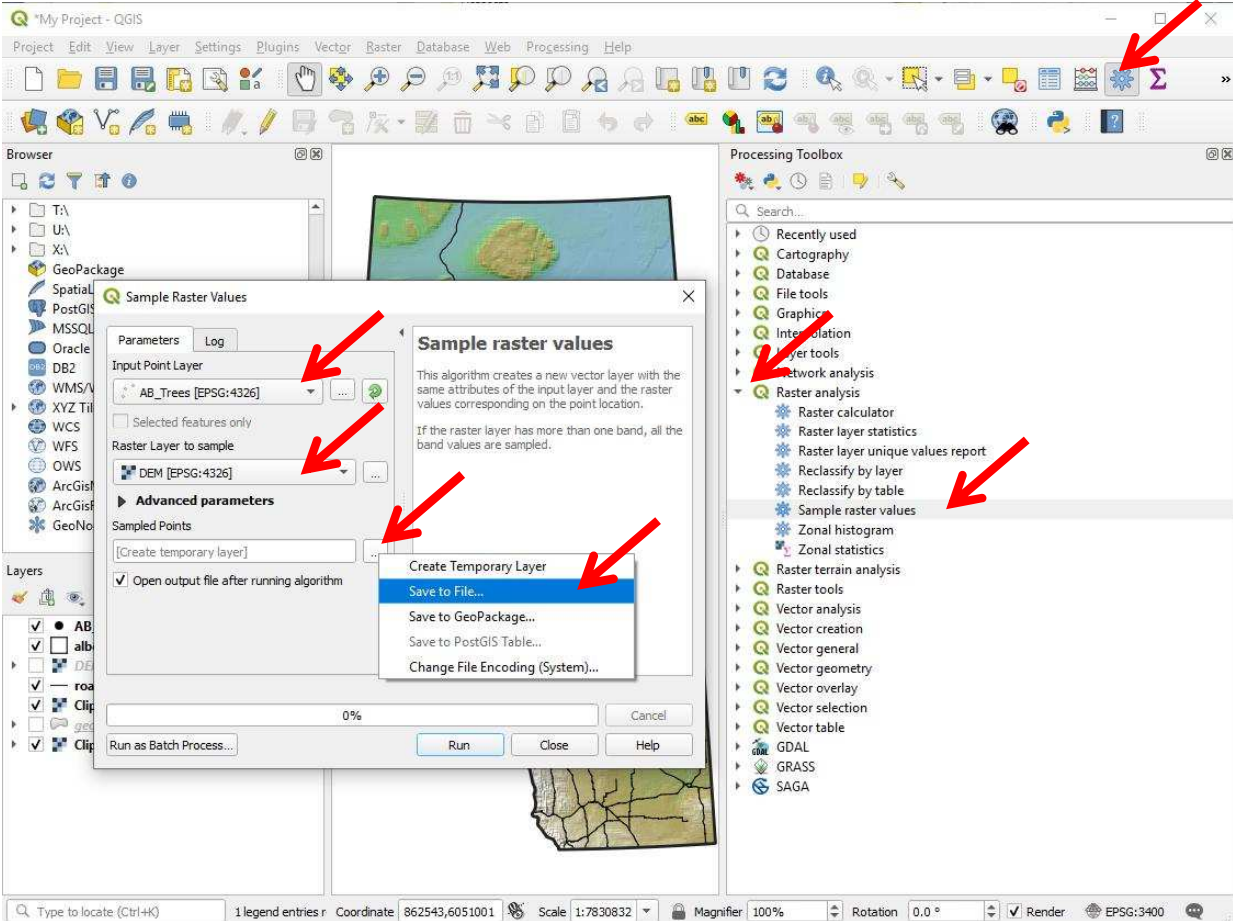 *My Project - QGIS
Project Edit View Layer Settings Plugins Vector Raster Database Web Processing Help
Browser
T:\
U:\
X:\
GeoPackage
Oracle
DB2
WCS
WFS
OWS
Layers
Sample Raster Values
Parameters Log
Input Point Layer
AB_Trees [EPSG:4326]
...
Selected features only
Raster Layer to sample
DEM [EPSG:4326]
...
Advanced parameters
Sampled Points
[Create temporary layer]
Open output file after running algorithm
Sample raster values
This algorithm creates a new vector layer with the
same attributes of the input layer and the raster
values corresponding on the point location.
If the raster layer has more than one band, all the
band values are sampled.
Create Temporary Layer
Save to File...
Save to GeoPackage...
Save to PostGIS Table...
Change File Encoding (System)...
0%
Cancel
Run as Batch Process...
Run
Close
Help
Processing Toolbox
Search...
Recently used
Cartography
Database
File tools
Graphics
Interpolation
Layer tools
Network analysis
Raster analysis
Raster calculator
Raster layer statistics
Raster layer unique values report
Reclassify by layer
Reclassify by table
Sample raster values
Zonal histogram
Zonal statistics
Raster terrain analysis
Raster tools
Vector analysis
Vector creation
Vector general
Vector geometry
Vector overlay
Vector selection
Vector table
GDAL
GRASS
SAGA
Type to locate (Ctrl+K) 1 legend entries r Coordinate 862543,6051001 Scale 1:7830832 Magnifier 100% Rotation 0.0 ° Render EPSG:3400